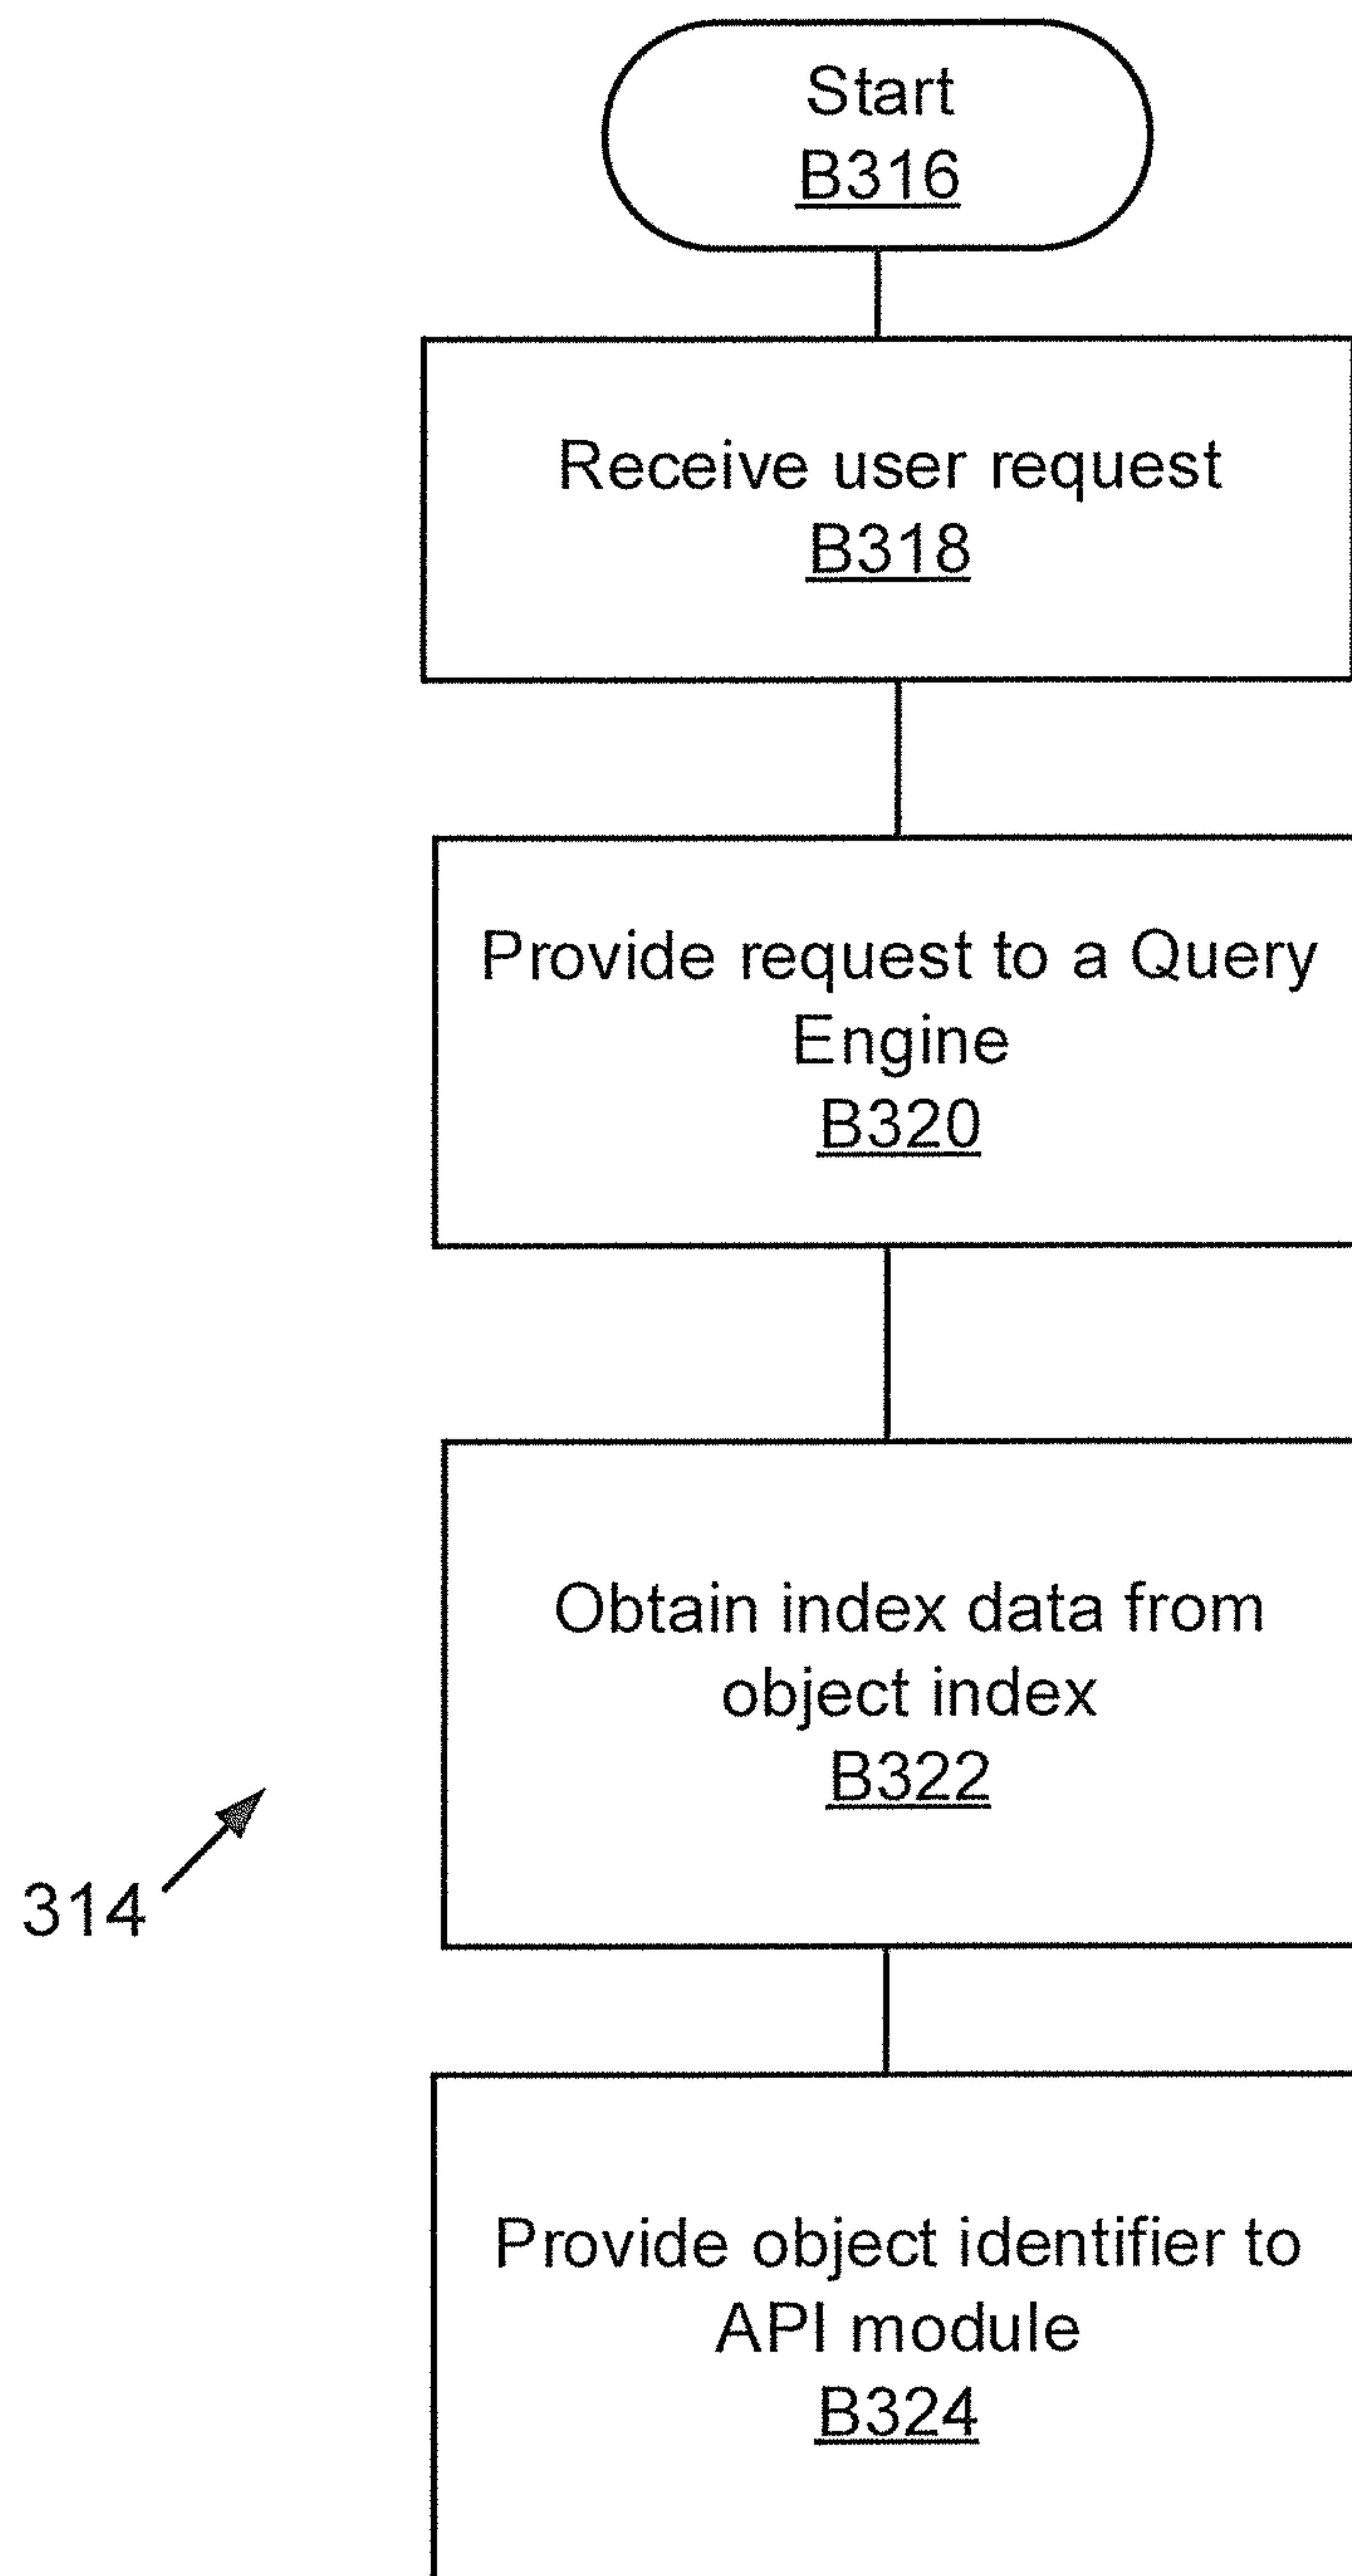 Start
B316
Receive user request
B318
Provide request to a Query
Engine
B320
Obtain index data from
object index
B322
314
Provide object identifier to
API module
B324